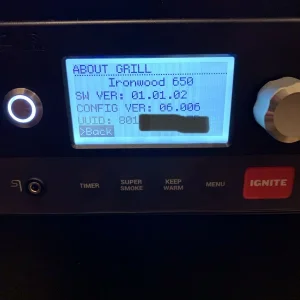 ABOUT GRILL
Ironwood 650
SW VER: 01.01.02
CONFIG VER: 06.006
UUID: 801
>Back
TIMER
SUPER
SMOKE
KEEP
WARM
MENU
IGNITE